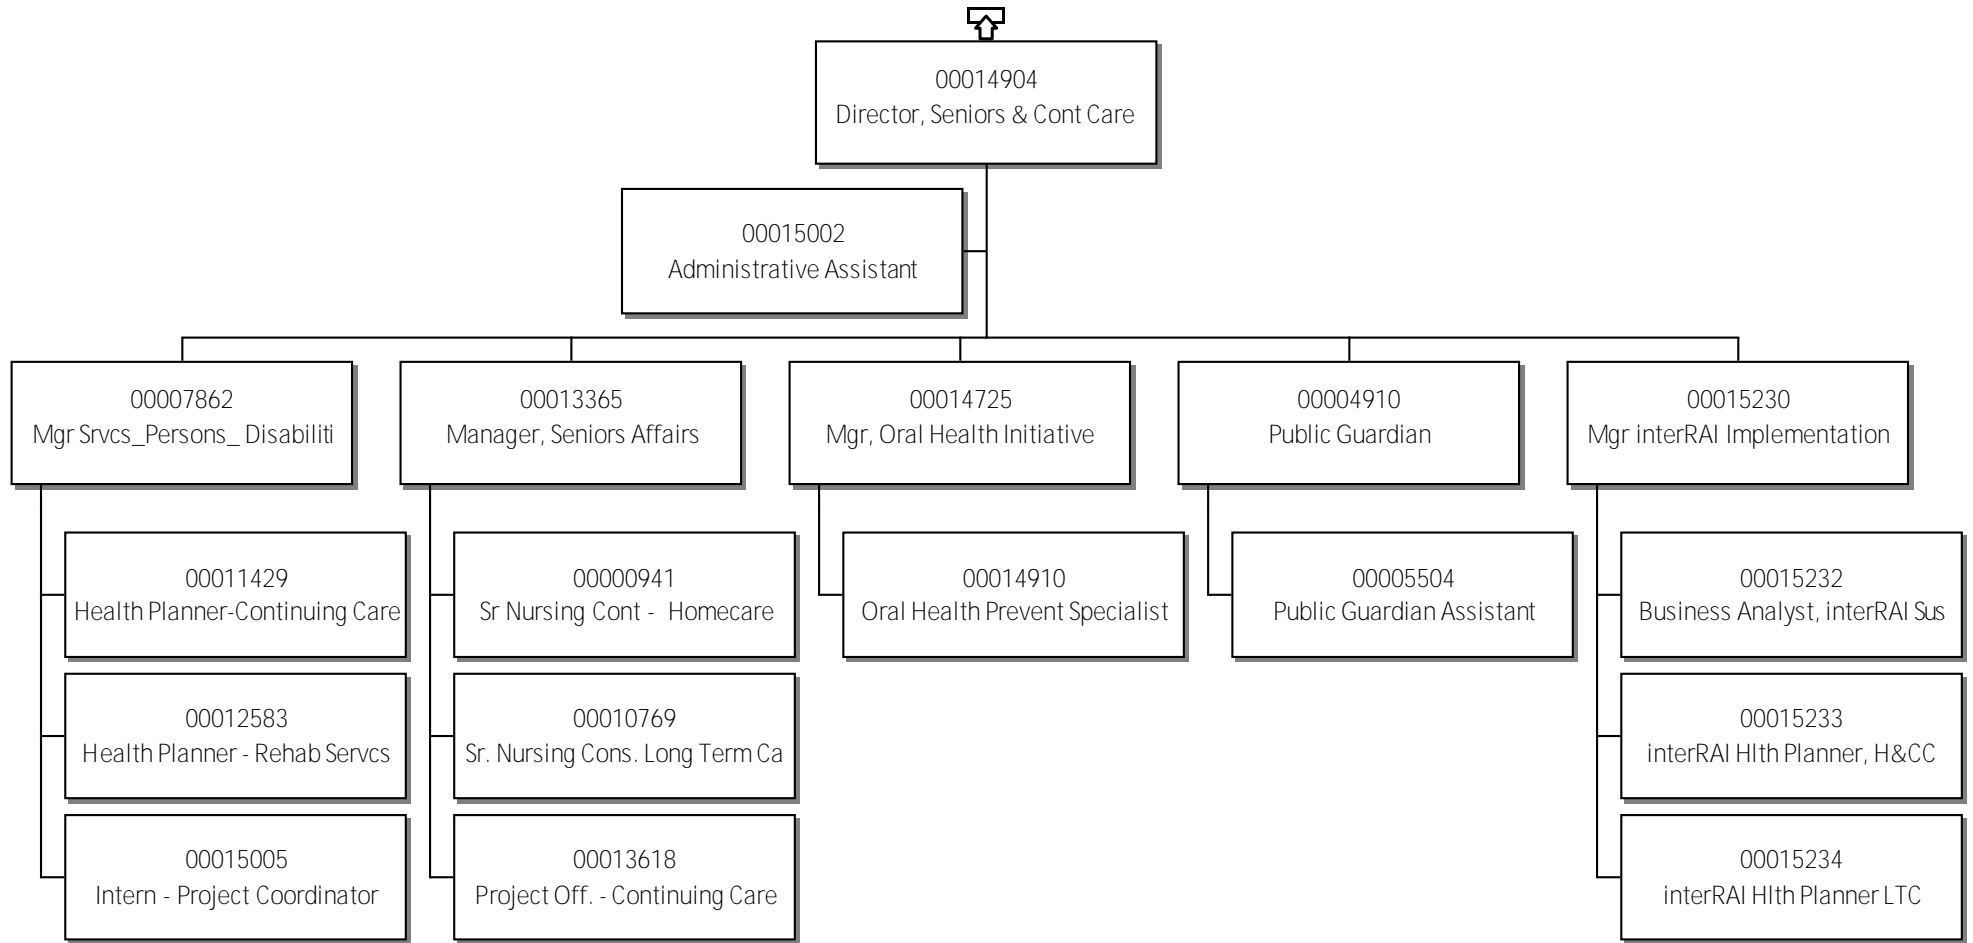 00014904
Director, Seniors & Cont Care
00015002
Administrative Assistant
00007862
Mgr Srvcs_Persons_ Disabiliti
00013365
Manager, Seniors Affairs
00014725
Mgr, Oral Health Initiative
00004910
Public Guardian
00015230
Mgr interRAI Implementation
00011429
Health Planner-Continuing Care
00012583
Health Planner - Rehab Servcs
00015005
Intern - Project Coordinator
00000941
Sr Nursing Cont - Homecare
00010769
Sr. Nursing Cons. Long Term Ca
00013618
Project Off. - Continuing Care
00014910
Oral Health Prevent Specialist
00005504
Public Guardian Assistant
00015232
Business Analyst, interRAI Sus
00015233
interRAI Hlth Planner, H&CC
00015234
interRAI Hlth Planner LTC